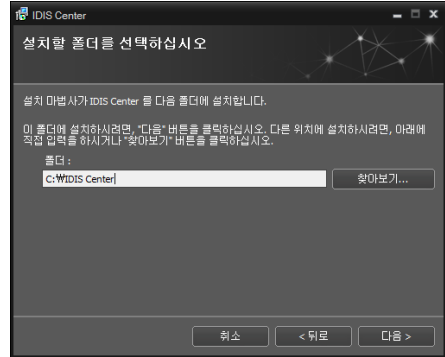 IDIS Center
설치할 폴더를 선택하십시오
설치 마법사가 IDIS Center 를 다음 폴더에 설치합니다.
이 폴더에 설치하시려면, "다음" 버튼을 클릭하십시오. 다른 위치에 설치하시려면, 아래에
직접 입력을 하시거나 "찾아보기" 버튼을 클릭하십시오.
폴더 :
C:₩IDIS Center
찾아보기...
취소
< 뒤로
다음 >